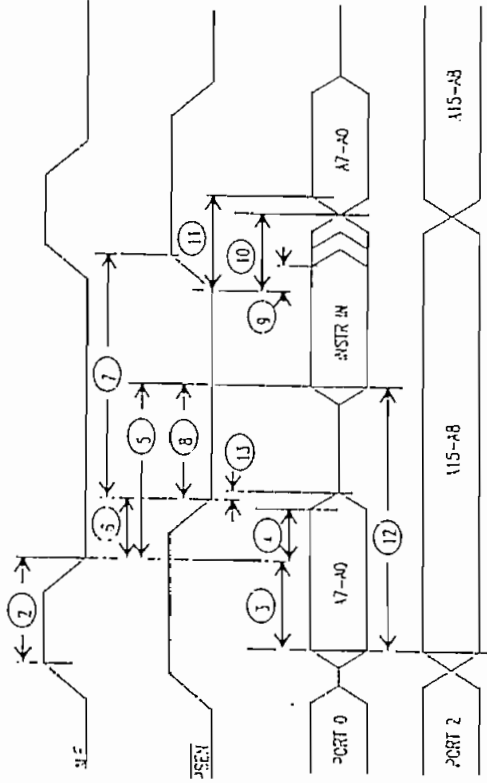 2
ALE
7
6
5
8
PSEN
11
10
9
13
3
4
PORT 0
A7-A0
INSTR IN
A7-A0
12
PORT 2
A15-A8
A15-A8